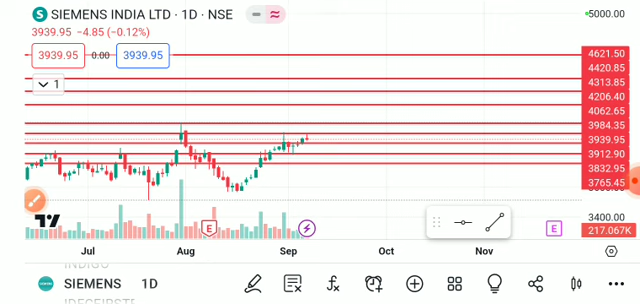 S SIEMENS INDIA LTD · 1D · NSE
5000.00
3939.95 −4.85 (−0.12%)
3939.95 0.00 3939.95
1
4621.50
4420.85
4313.85
4206.40
4062.65
3984.35
3939.95
3912.90
3832.95
3765.45
3400.00
217.067K
E
E
Jul Aug Sep Oct Nov
SIEMENS 1D